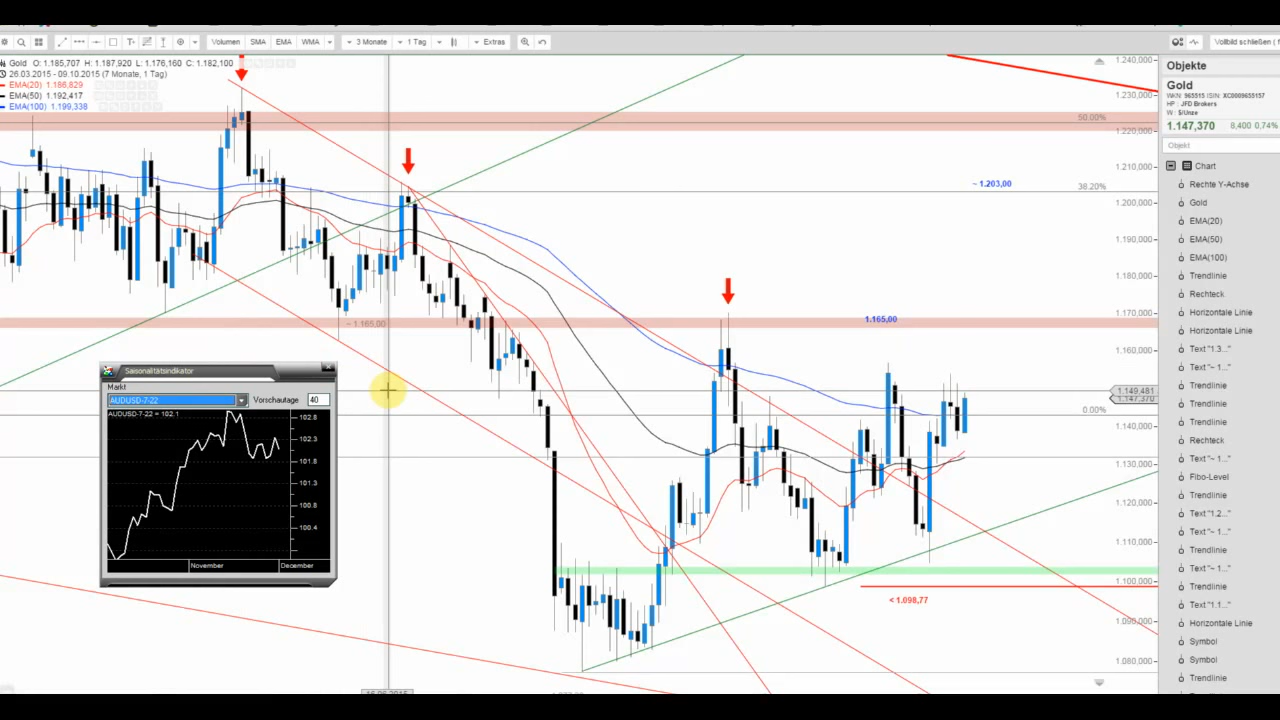 Volumen SMA EMA WMA 3 Monate 1 Tag Extras Vollbild schließen (
Gold O: 1.185,707 H: 1.187,920 L: 1.176,160 C: 1.182,100
26.03.2015 - 09.10.2015 (7 Monate, 1 Tag)
EMA(20) 1.186,829
EMA(50) 1.192,417
EMA(100) 1.199,338
50,00%
~ 1.203,00
38,20%
~ 1.165,00
1.165,00
0,00%
< 1.098,77
1.240,000
1.230,000
1.220,000
1.210,000
1.200,000
1.190,000
1.180,000
1.170,000
1.160,000
1.149,481
1.147,370
1.140,000
1.130,000
1.120,000
1.110,000
1.100,000
1.090,000
1.080,000
15.06.2015
Saisonalitätsindikator
Markt
AUDUSD-7-22 Vorschautage 40
AUDUSD-7-22 = 102.1
102.8
102.3
101.8
101.3
100.8
100.4
November December
Objekte
Gold
WKN: 965515 ISIN: XC0009655157
HP : JFD Brokers
W : $/Unze
1.147,370 8,400 0,74%
Objekt
Chart
Rechte Y-Achse
Gold
EMA(20)
EMA(50)
EMA(100)
Trendlinie
Rechteck
Horizontale Linie
Horizontale Linie
Text "1.3..."
Text "~ 1...."
Trendlinie
Trendlinie
Trendlinie
Rechteck
Text "~ 1..."
Fibo-Level
Trendlinie
Text "1.2..."
Text "~ 1..."
Trendlinie
Text "~ 1..."
Trendlinie
Text "1.1..."
Horizontale Linie
Symbol
Symbol
Trendlinie